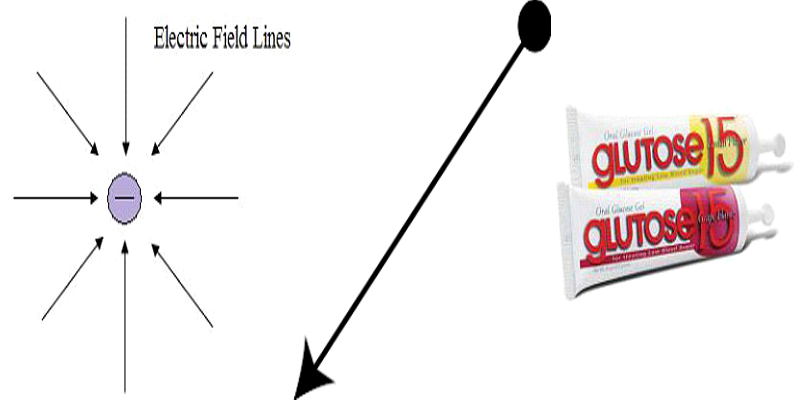 Electric Field Lines
Oral Glucose Gel
GLUTOSE 15
Lemon Flavor
for treating Low Blood Sugar
Oral Glucose Gel
GLUTOSE 15
Grape Flavor
for treating Low Blood Sugar